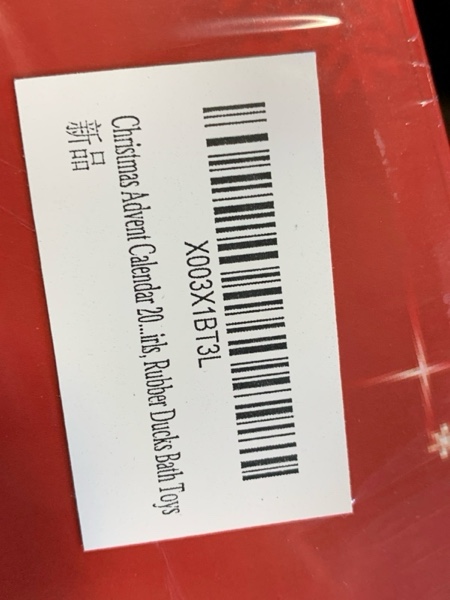 X003X1BT3L
Christmas Advent Calendar 20...irls, Rubber Ducks Bath Toys
新品